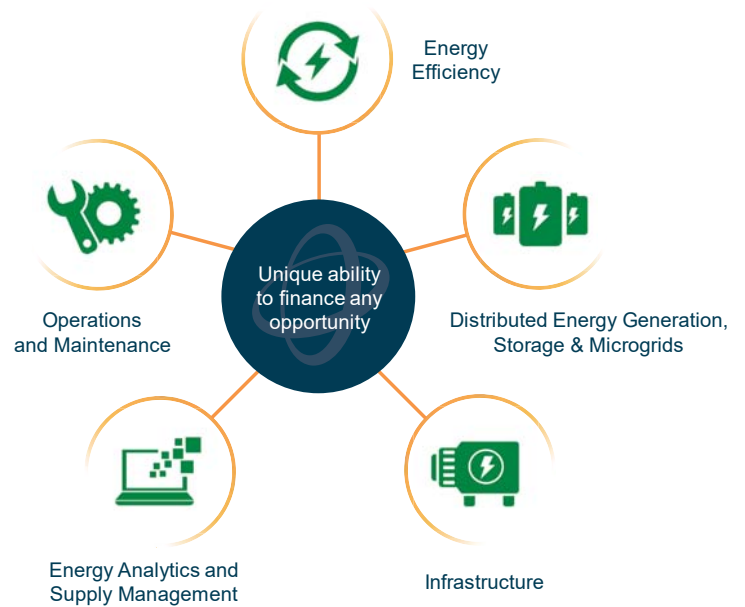 Energy
Efficiency
Unique ability
to finance any
opportunity
Operations
and Maintenance
Distributed Energy Generation,
Storage & Microgrids
Energy Analytics and
Supply Management
Infrastructure